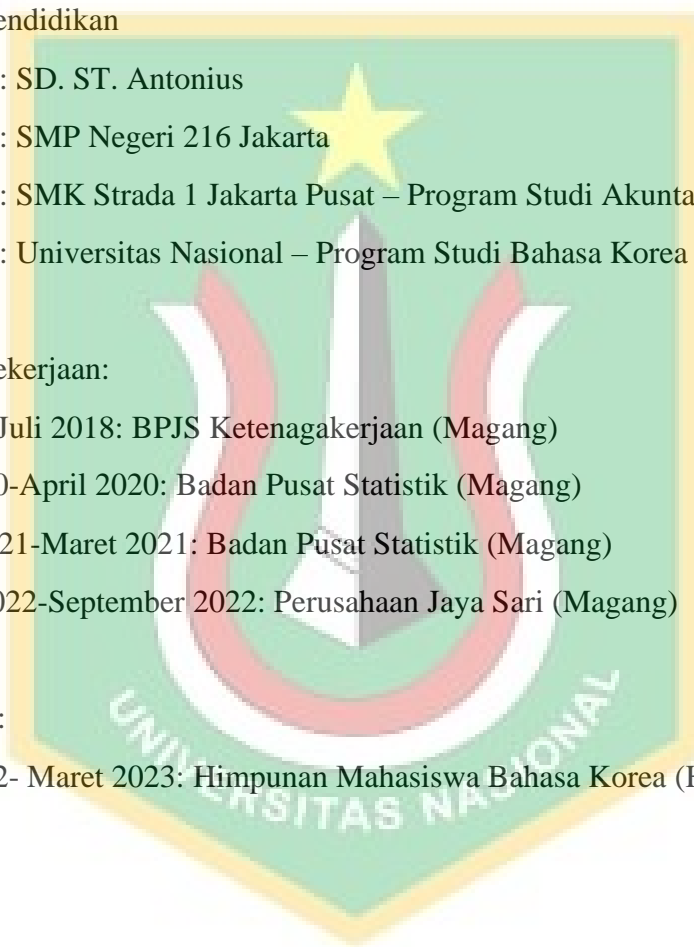 endidikan
: SD. ST. Antonius
: SMP Negeri 216 Jakarta
: SMK Strada 1 Jakarta Pusat – Program Studi Akunta
: Universitas Nasional – Program Studi Bahasa Korea
ekerjaan:
Juli 2018: BPJS Ketenagakerjaan (Magang)
0-April 2020: Badan Pusat Statistik (Magang)
21-Maret 2021: Badan Pusat Statistik (Magang)
022-September 2022: Perusahaan Jaya Sari (Magang)
:
2- Maret 2023: Himpunan Mahasiswa Bahasa Korea (
UNIVERSITAS NASIONAL